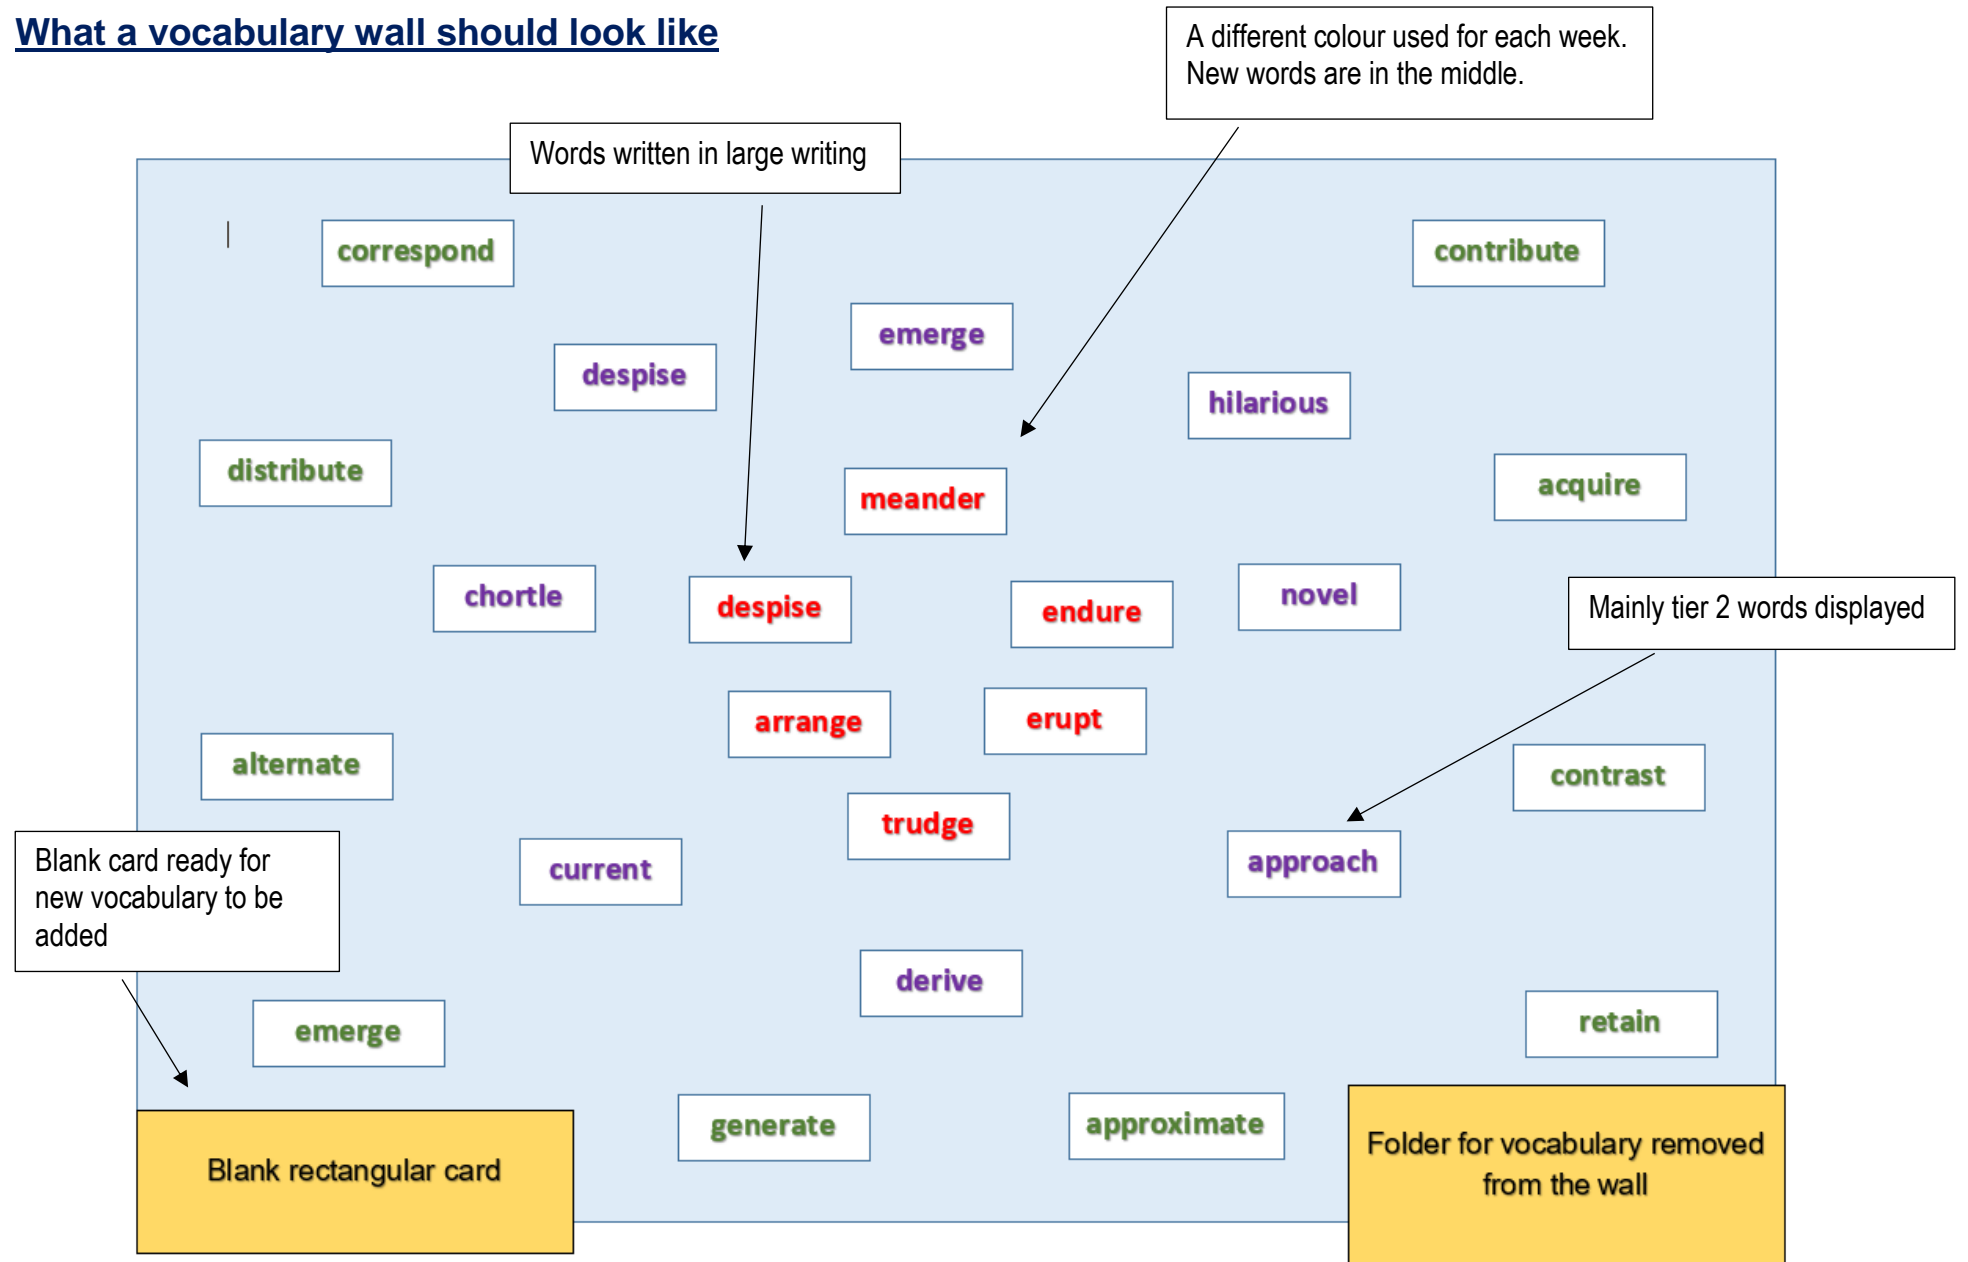 What a vocabulary wall should look like
A different colour used for each week.
New words are in the middle.
Words written in large writing
correspond
contribute
emerge
despise
hilarious
distribute
acquire
meander
chortle
despise
endure
novel
Mainly tier 2 words displayed
arrange
erupt
alternate
contrast
trudge
Blank card ready for
new vocabulary to be
added
current
approach
derive
emerge
retain
generate
approximate
Blank rectangular card
Folder for vocabulary removed
from the wall